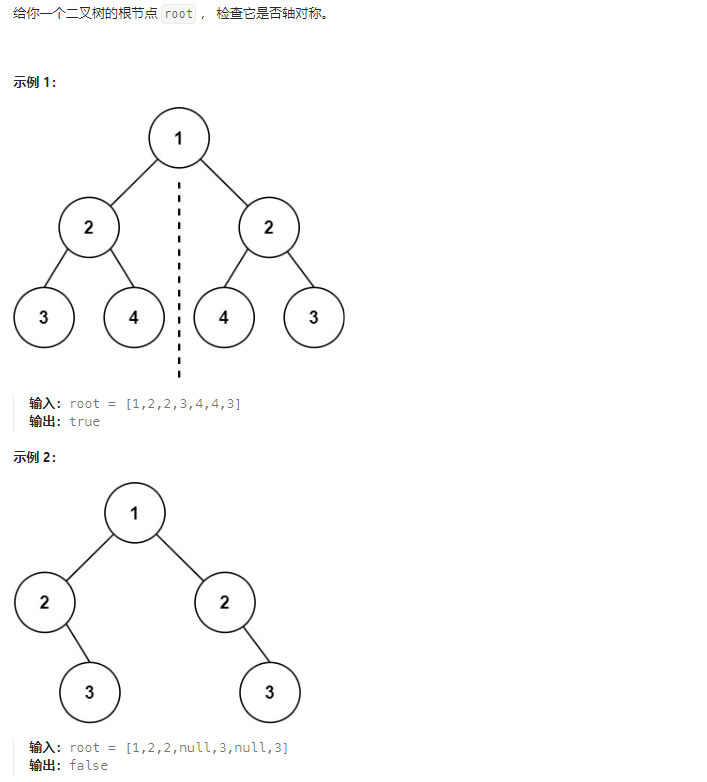 给你一个二叉树的根节点 root ， 检查它是否轴对称。
示例 1：
1
2 2
3 4 4 3
输入：root = [1,2,2,3,4,4,3]
输出：true
示例 2：
1
2 2
3 3
输入：root = [1,2,2,null,3,null,3]
输出：false